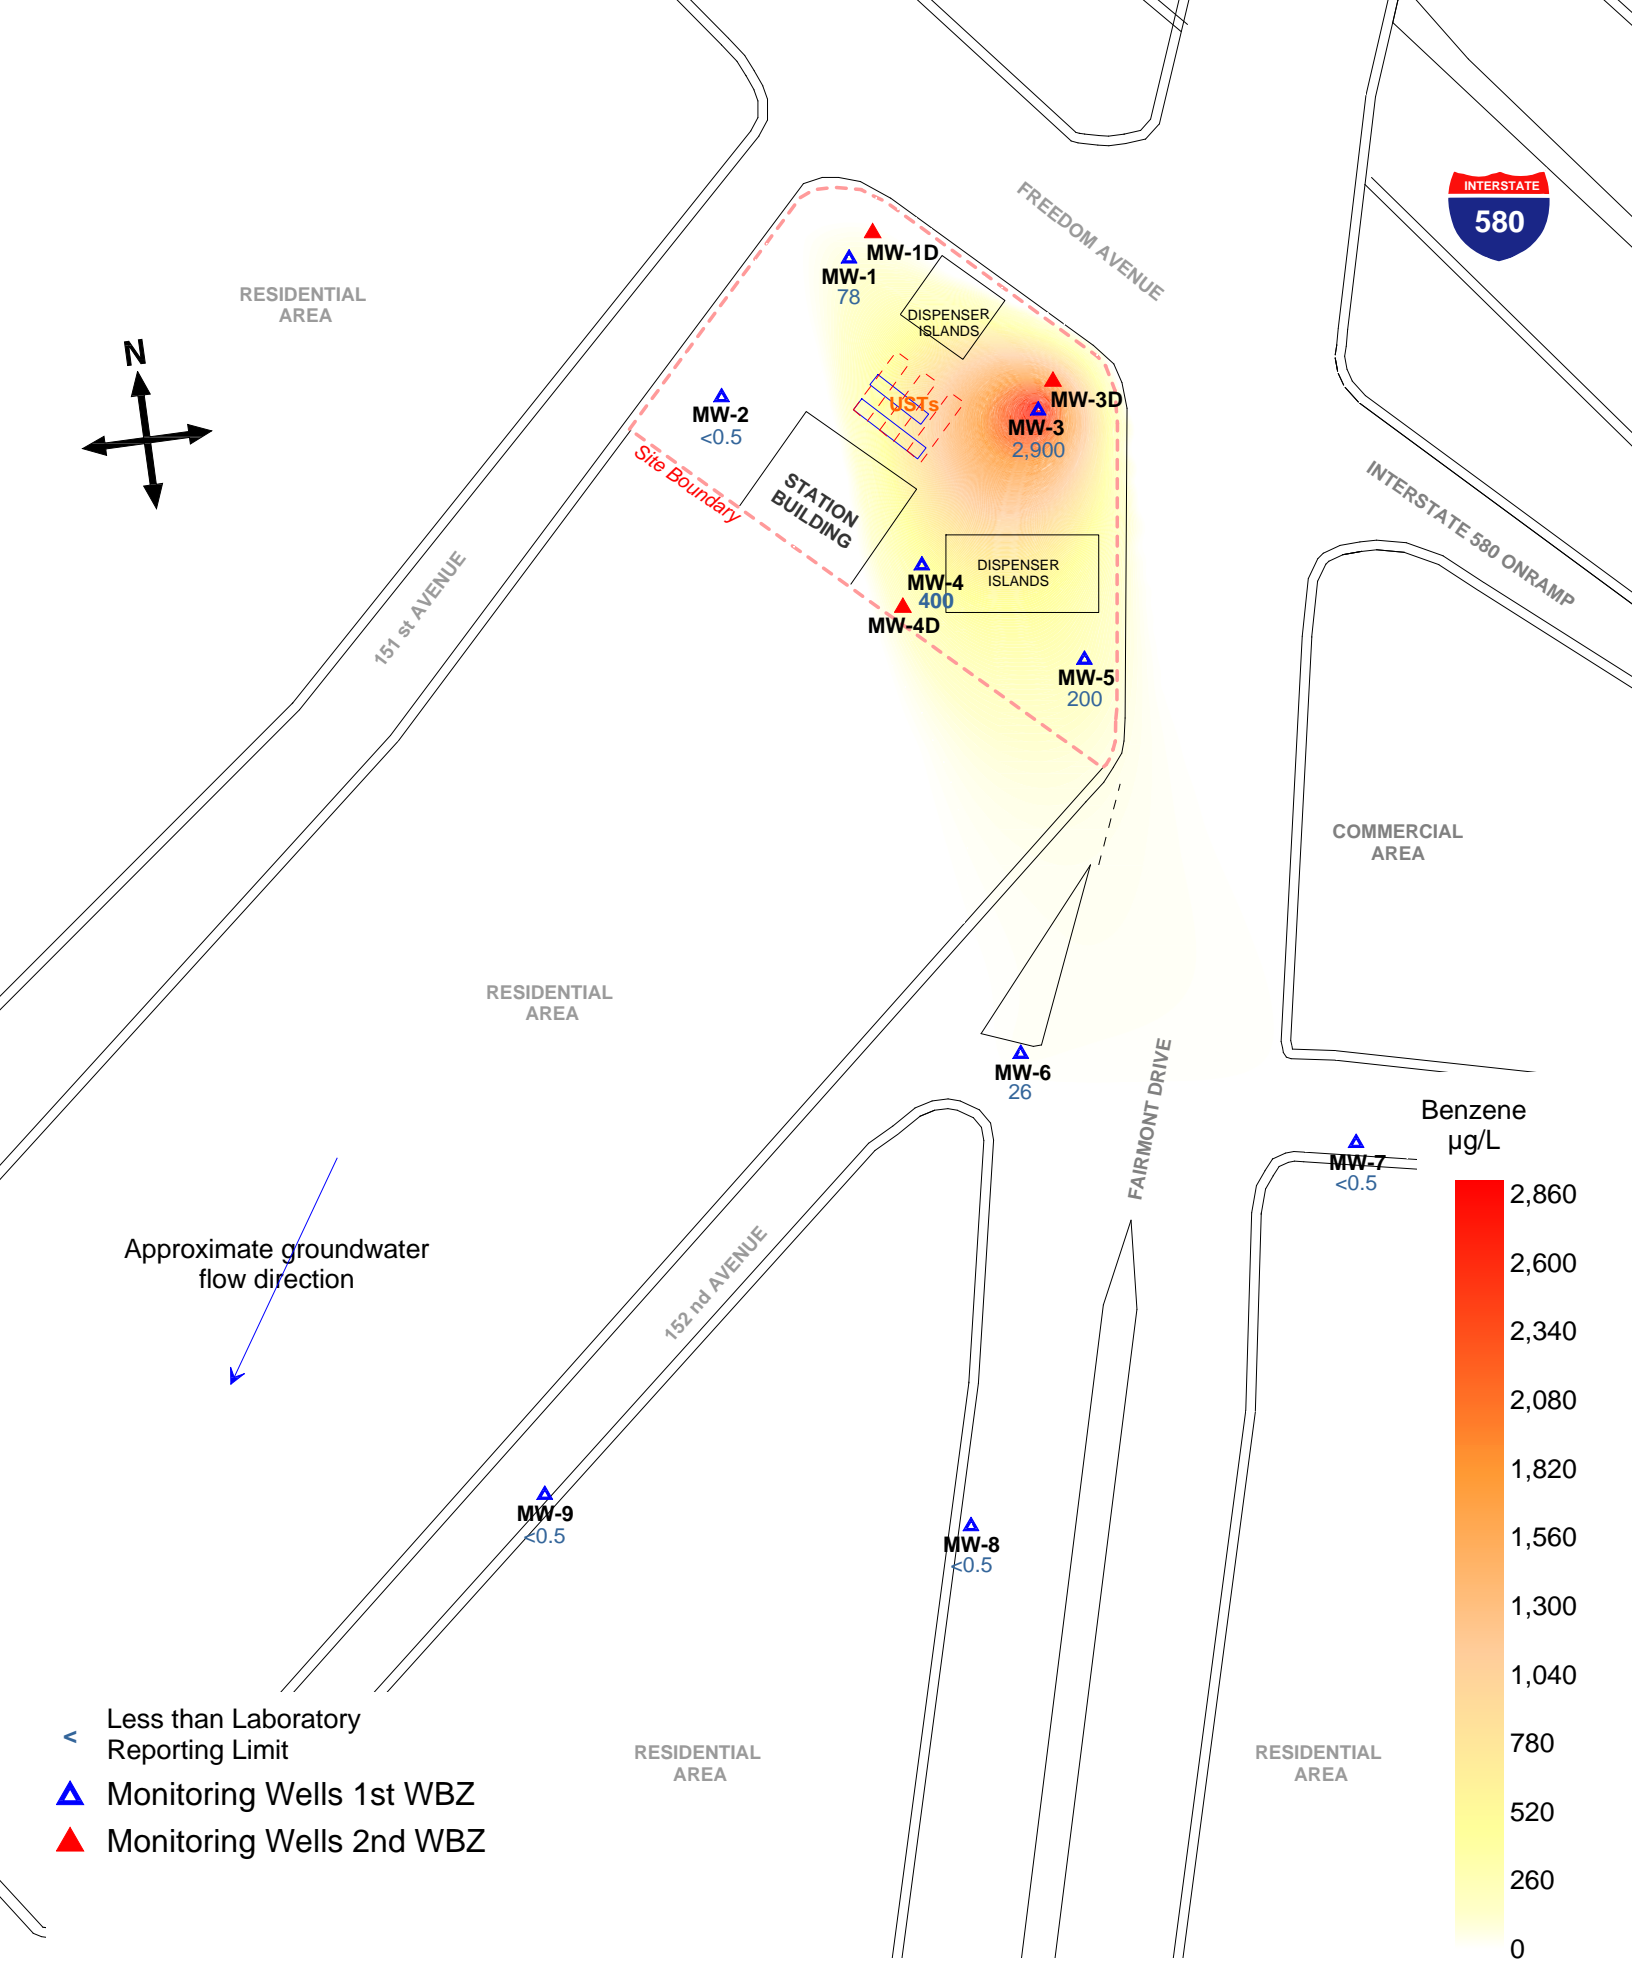 FREEDOM AVENUE
INTERSTATE
580
MW-1D
MW-1
78
RESIDENTIAL
AREA
DISPENSER
ISLANDS
N
MW-2
<0.5
USTs
MW-3D
MW-3
2,900
Site Boundary
STATION
BUILDING
INTERSTATE 580 ONRAMP
151 st AVENUE
MW-4
400
MW-4D
DISPENSER
ISLANDS
MW-5
200
COMMERCIAL
AREA
RESIDENTIAL
AREA
MW-6
26
FAIRMONT DRIVE
Benzene
µg/L
MW-7
<0.5
Approximate groundwater
flow direction
152 nd AVENUE
2,860
2,600
2,340
2,080
1,820
1,560
1,300
1,040
780
520
260
0
MW-9
<0.5
MW-8
<0.5
RESIDENTIAL
AREA
RESIDENTIAL
AREA
< Less than Laboratory
Reporting Limit
Monitoring Wells 1st WBZ
Monitoring Wells 2nd WBZ